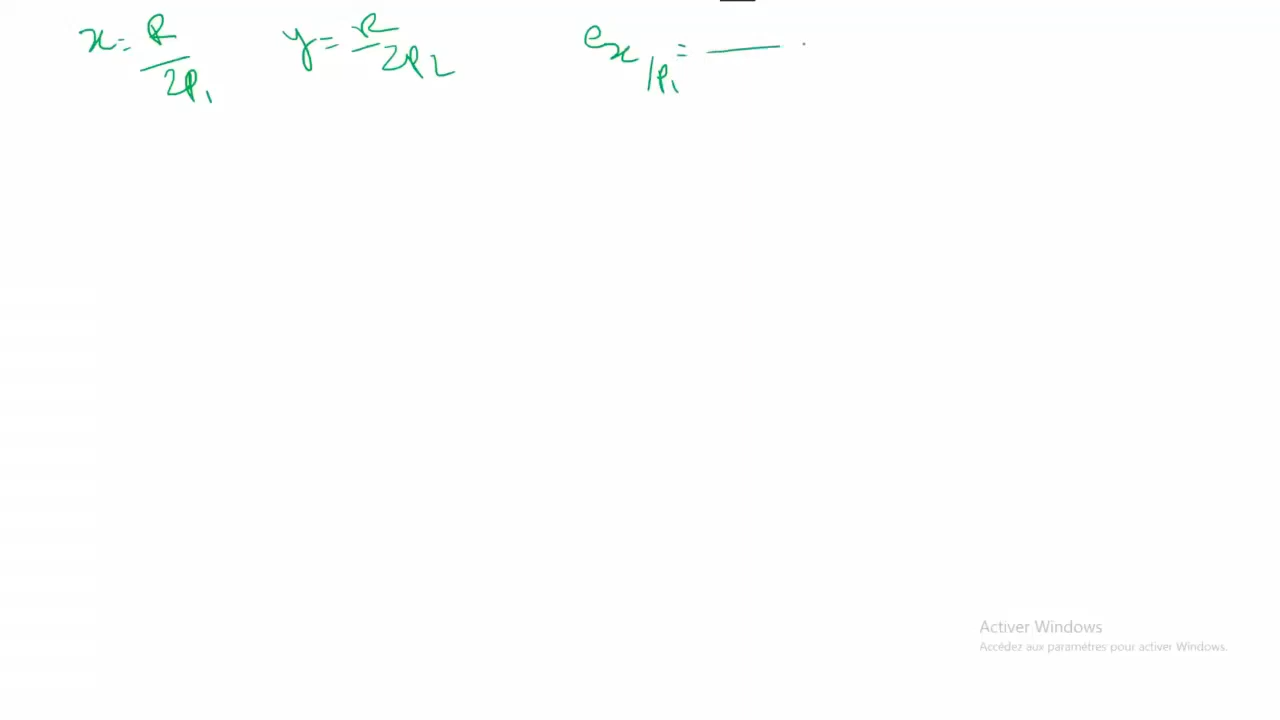 x = R / 2P₁ y = R / 2P₂ eₓ/P₁ = —— .
Activer Windows
Accédez aux paramètres pour activer Windows.